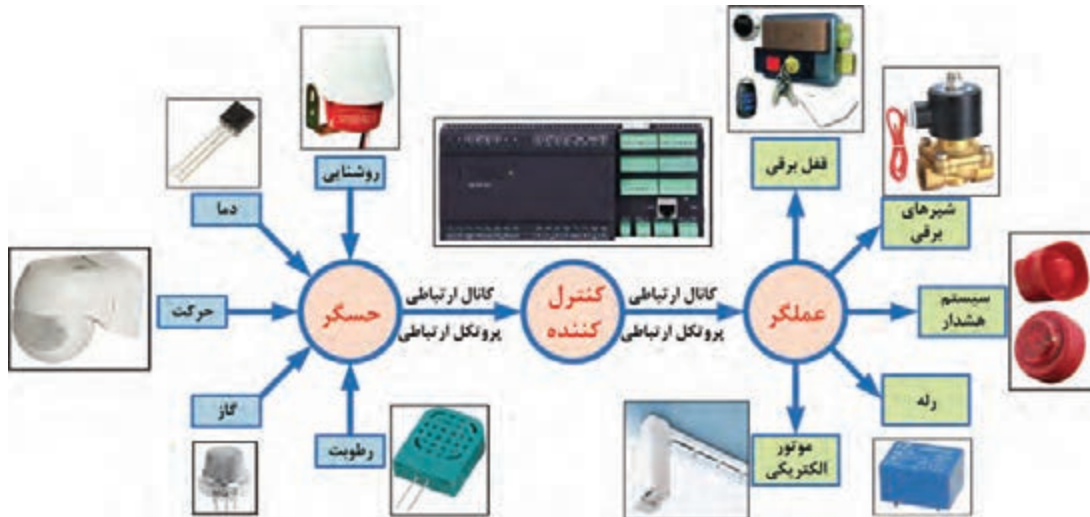 روشنایی
دما
حرکت
گاز
رطوبت
حسگر
کانال ارتباطی
پروتکل ارتباطی
کنترل
کننده
کانال ارتباطی
پروتکل ارتباطی
عملگر
قفل برقی
شیرهای
برقی
سیستم
هشدار
رله
موتور
الکتریکی